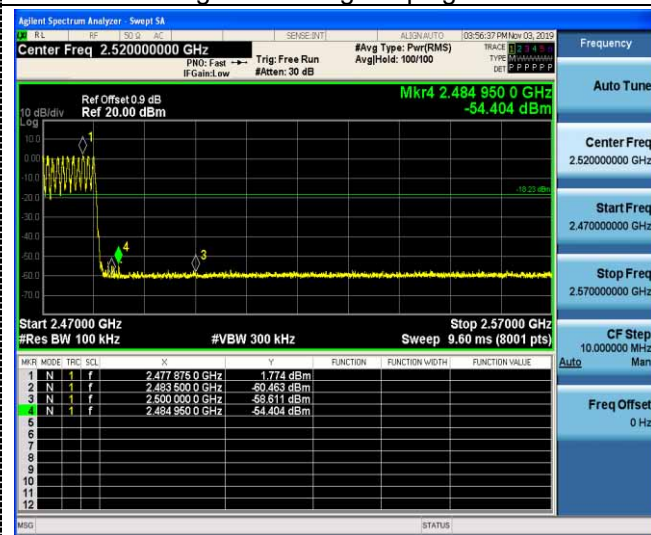 Agilent Spectrum Analyzer - Swept SA
RL RF 50 Ω AC SENSE:INT ALIGN AUTO 03:56:37 PM Nov 03, 2019
Center Freq 2.520000000 GHz
PNO: Fast
IFGain:Low
Trig: Free Run
#Atten: 30 dB
#Avg Type: Pwr(RMS)
Avg|Hold: 100/100
TRACE 1 2 3 4 5 6
TYPE
DET P P P P P P
Ref Offset 0.9 dB
10 dB/div Ref 20.00 dBm
Log
Mkr4 2.484 950 0 GHz
-54.404 dBm
10.0
0.00
-10.0
-20.0
-30.0
-40.0
-50.0
-60.0
-70.0
1
4
3
-18.23 dBm
Start 2.47000 GHz Stop 2.57000 GHz
#Res BW 100 kHz #VBW 300 kHz Sweep 9.60 ms (8001 pts)
MKR MODE TRC SCL X Y FUNCTION FUNCTION WIDTH FUNCTION VALUE
1 N 1 f 2.477 875 0 GHz 1.774 dBm
2 N 1 f 2.483 500 0 GHz -60.463 dBm
3 N 1 f 2.500 000 0 GHz -58.611 dBm
4 N 1 f 2.484 950 0 GHz -54.404 dBm
5
6
7
8
9
10
11
12
MSG STATUS
Frequency
Auto Tune
Center Freq
2.520000000 GHz
Start Freq
2.470000000 GHz
Stop Freq
2.570000000 GHz
CF Step
10.000000 MHz
Auto Man
Freq Offset
0 Hz